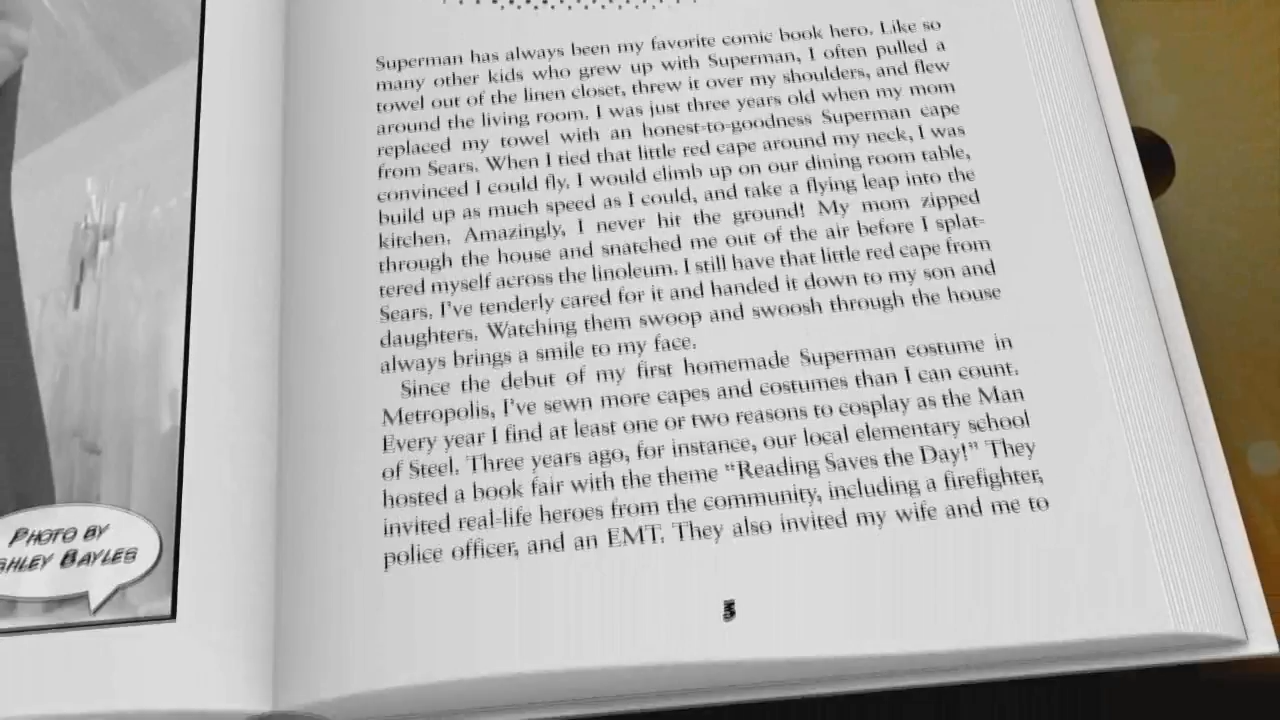 Superman has always been my favorite comic book hero. Like so
many other kids who grew up with Superman, I often pulled a
towel out of the linen closet, threw it over my shoulders, and flew
around the living room. I was just three years old when my mom
replaced my towel with an honest-to-goodness Superman cape
from Sears. When I tied that little red cape around my neck, I was
convinced I could fly. I would climb up on our dining room table,
build up as much speed as I could, and take a flying leap into the
kitchen. Amazingly, I never hit the ground! My mom zipped
through the house and snatched me out of the air before I splat-
tered myself across the linoleum. I still have that little red cape from
Sears. I've tenderly cared for it and handed it down to my son and
daughters. Watching them swoop and swoosh through the house
always brings a smile to my face.
Since the debut of my first homemade Superman costume in
Metropolis, I've sewn more capes and costumes than I can count.
Every year I find at least one or two reasons to cosplay as the Man
of Steel. Three years ago, for instance, our local elementary school
hosted a book fair with the theme “Reading Saves the Day!” They
invited real-life heroes from the community, including a firefighter,
police officer, and an EMT. They also invited my wife and me to
PHOTO BY
SHLEY BAYLES